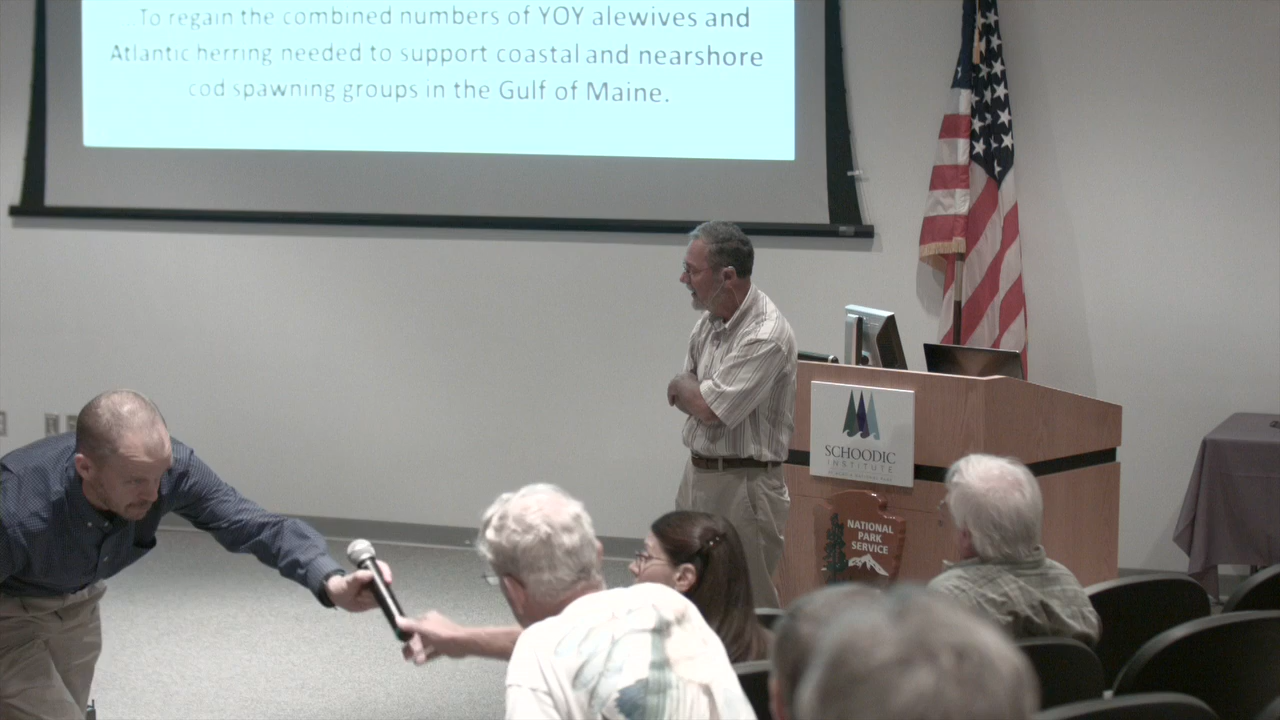 ...To regain the combined numbers of YOY alewives and
Atlantic herring needed to support coastal and nearshore
cod spawning groups in the Gulf of Maine.
SCHOODIC
INSTITUTE
NATIONAL
PARK
SERVICE